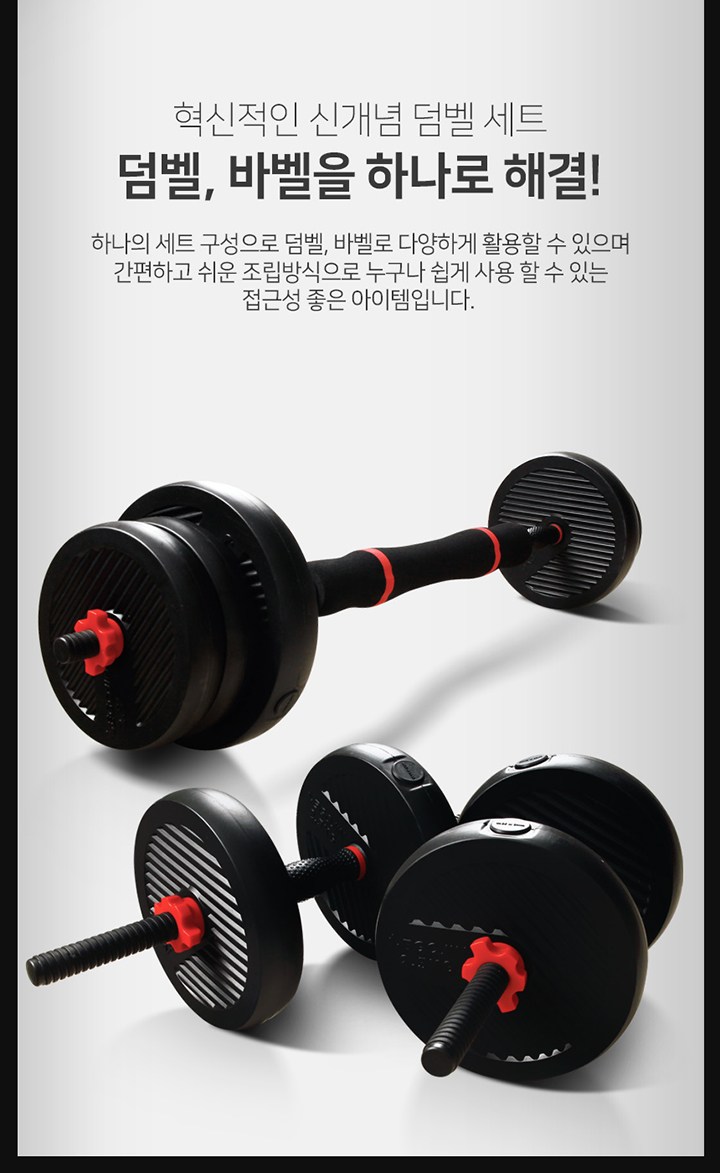 혁신적인 신개념 덤벨 세트
덤벨, 바벨을 하나로 해결!
하나의 세트 구성으로 덤벨, 바벨로 다양하게 활용할 수 있으며
간편하고 쉬운 조립방식으로 누구나 쉽게 사용 할 수 있는
접근성 좋은 아이템입니다.